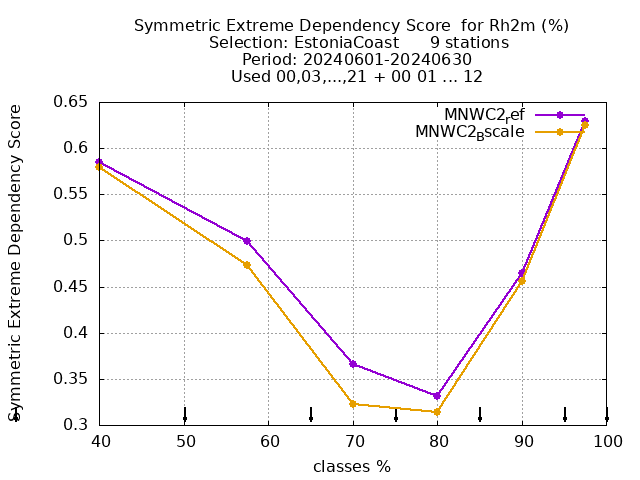 Symmetric Extreme Dependency Score for Rh2m (%)
Selection: EstoniaCoast 9 stations
Period: 20240601-20240630
Used 00,03,...,21 + 00 01 ... 12
Symmetric Extreme Dependency Score
0.65
0.6
0.55
0.5
0.45
0.4
0.35
0.3
MNWC2ref
MNWC2Bscale
40 50 60 70 80 90 100
classes %